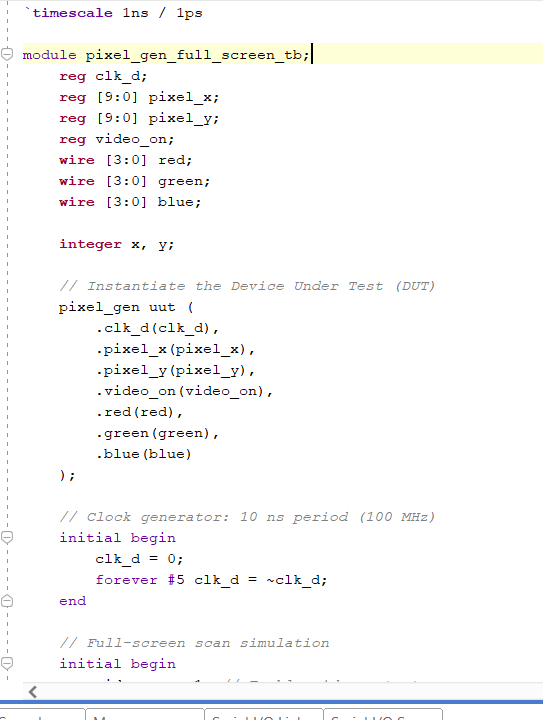 `timescale 1ns / 1ps
module pixel_gen_full_screen_tb;
reg clk_d;
reg [9:0] pixel_x;
reg [9:0] pixel_y;
reg video_on;
wire [3:0] red;
wire [3:0] green;
wire [3:0] blue;
integer x, y;
// Instantiate the Device Under Test (DUT)
pixel_gen uut (
.clk_d(clk_d),
.pixel_x(pixel_x),
.pixel_y(pixel_y),
.video_on(video_on),
.red(red),
.green(green),
.blue(blue)
);
// Clock generator: 10 ns period (100 MHz)
initial begin
clk_d = 0;
forever #5 clk_d = ~clk_d;
end
// Full-screen scan simulation
initial begin